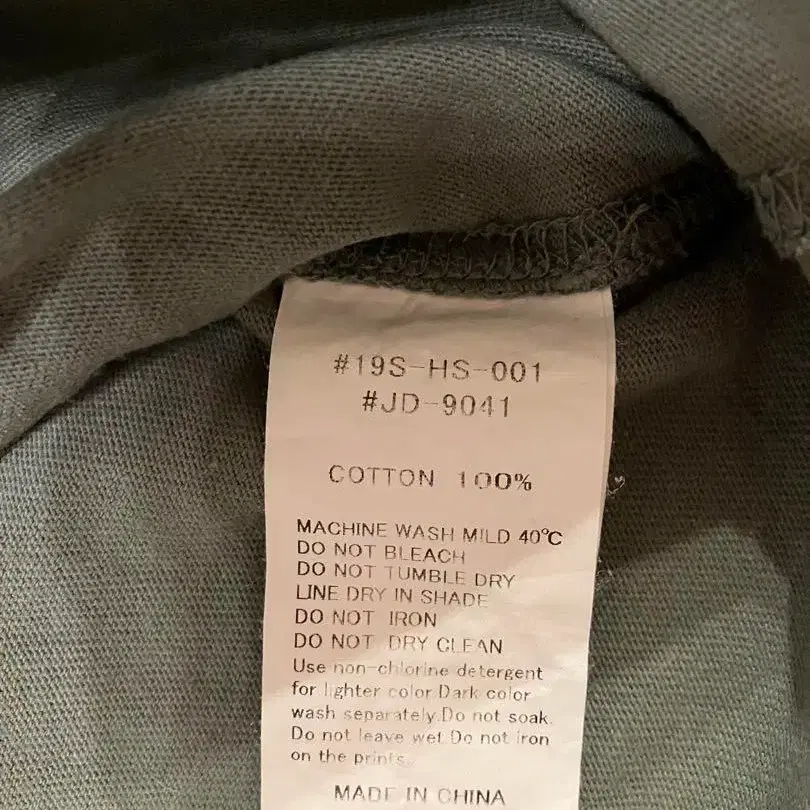 #19S-HS-001
#JD-9041
COTTON 100%
MACHINE WASH MILD 40℃
DO NOT BLEACH
DO NOT TUMBLE DRY
LINE DRY IN SHADE
DO NOT IRON
DO NOT DRY CLEAN
Use non-chlorine detergent
for lighter color.Dark color
wash separately.Do not soak.
Do not leave wet.Do not iron
on the prints.
MADE IN CHINA